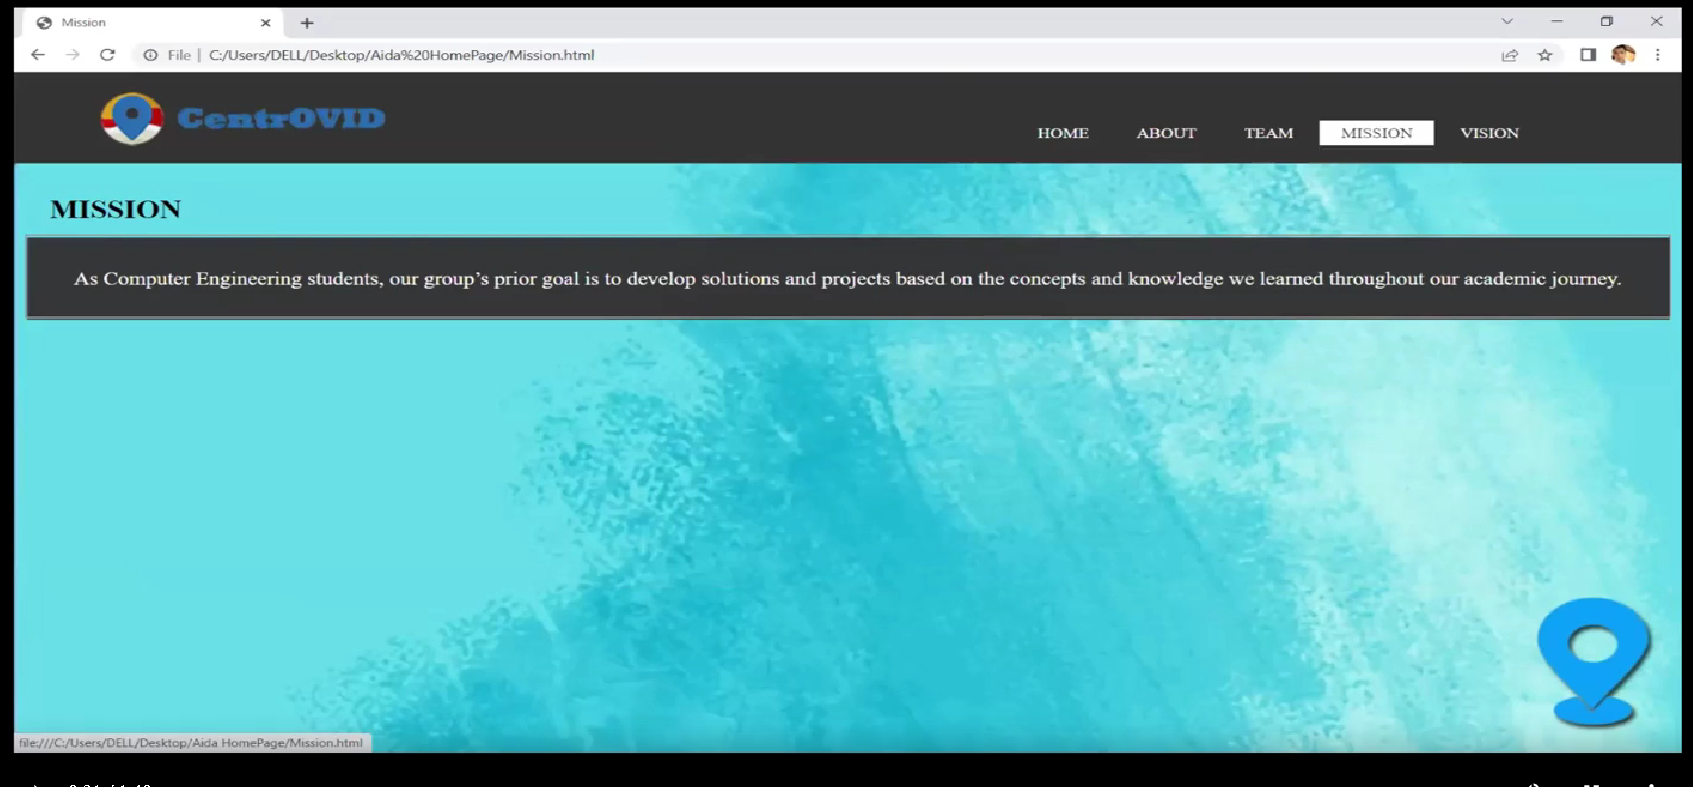 Mission
File | C:/Users/DELL/Desktop/Aida%20HomePage/Mission.html
CentrOVID
HOME ABOUT TEAM MISSION VISION
MISSION
As Computer Engineering students, our group's prior goal is to develop solutions and projects based on the concepts and knowledge we learned throughout our academic journey.
file:///C:/Users/DELL/Desktop/Aida HomePage/Mission.html